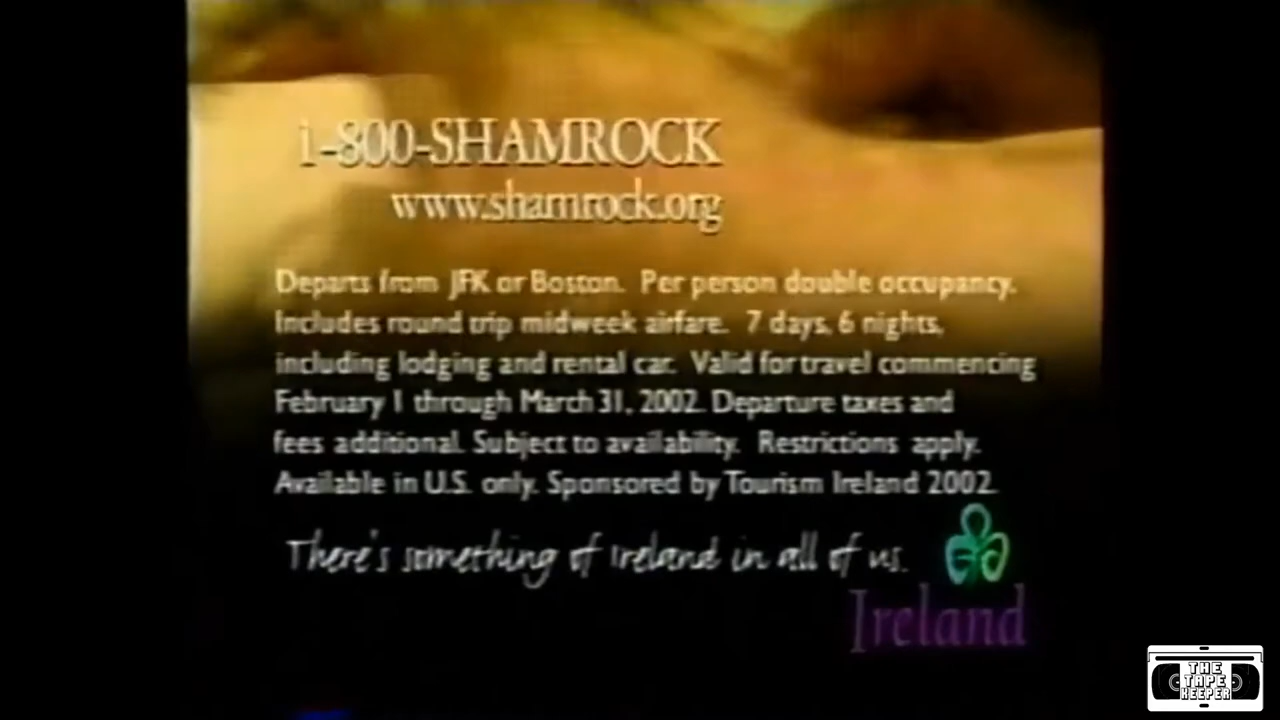 1-800-SHAMROCK
www.shamrock.org
Departs from JFK or Boston. Per person double occupancy.
Includes round trip midweek airfare. 7 days, 6 nights,
including lodging and rental car. Valid for travel commencing
February 1 through March 31, 2002. Departure taxes and
fees additional. Subject to availability. Restrictions apply.
Available in U.S. only. Sponsored by Tourism Ireland 2002.
There's something of Ireland in all of us.
Ireland
THE
TAPE
KEEPER